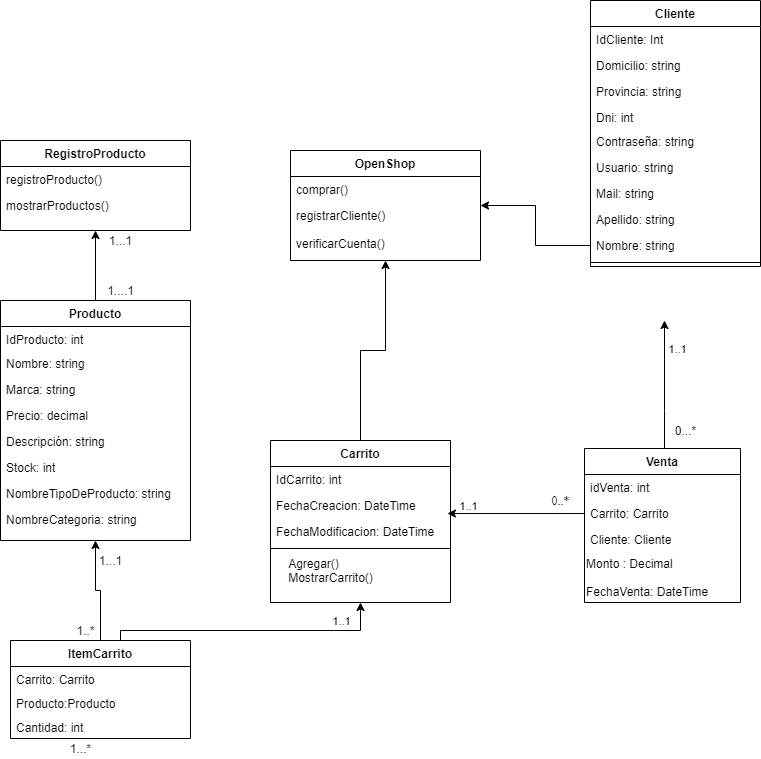 Cliente
IdCliente: Int
Domicilio: string
Provincia: string
Dni: int
Contraseña: string
Usuario: string
Mail: string
Apellido: string
Nombre: string
RegistroProducto
registroProducto()
mostrarProductos()
OpenShop
comprar()
registrarCliente()
verificarCuenta()
1...1
1....1
Producto
IdProducto: int
Nombre: string
Marca: string
Precio: decimal
Descripción: string
Stock: int
NombreTipoDeProducto: string
NombreCategoria: string
1..1
0...*
Carrito
IdCarrito: int
FechaCreacion: DateTime
FechaModificacion: DateTime
Agregar()
MostrarCarrito()
1..1
0..*
Venta
idVenta: int
Carrito: Carrito
Cliente: Cliente
Monto : Decimal
FechaVenta: DateTime
1...1
1..*
1..1
ItemCarrito
Carrito: Carrito
Producto:Producto
Cantidad: int
1...*